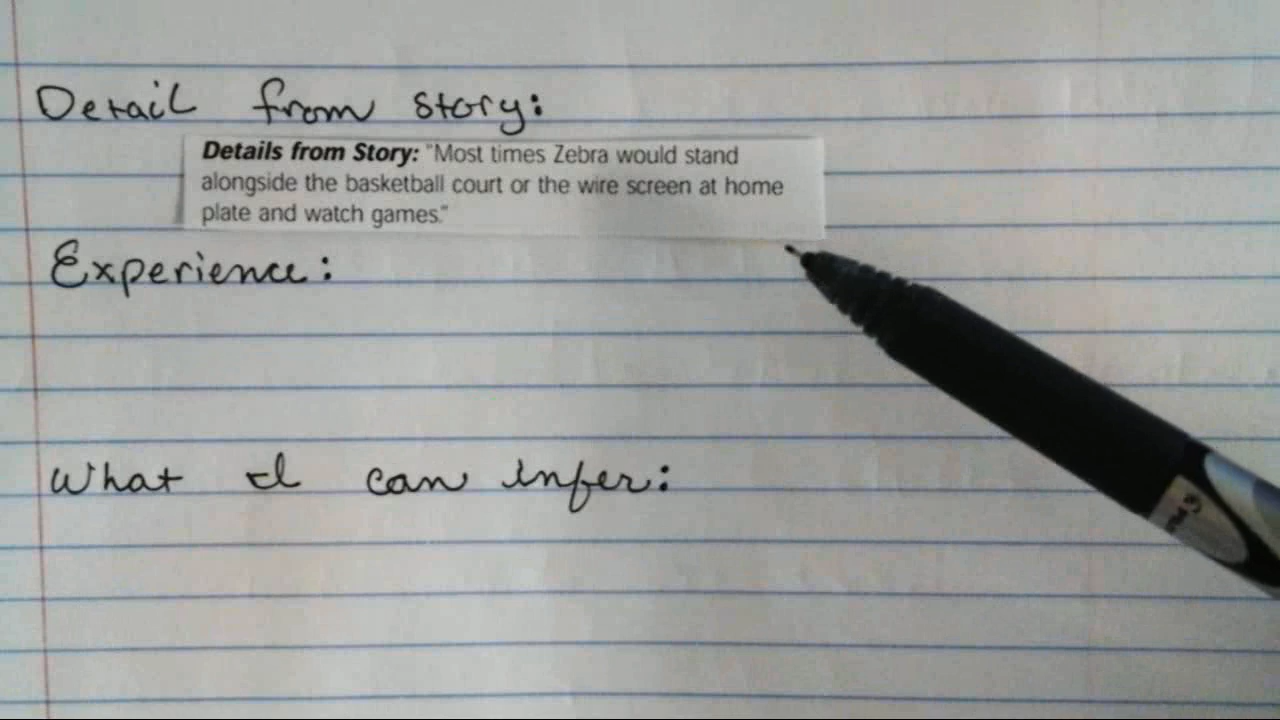 Detail from story:
Details from Story: "Most times Zebra would stand
alongside the basketball court or the wire screen at home
plate and watch games."
Experience:
What I can infer: